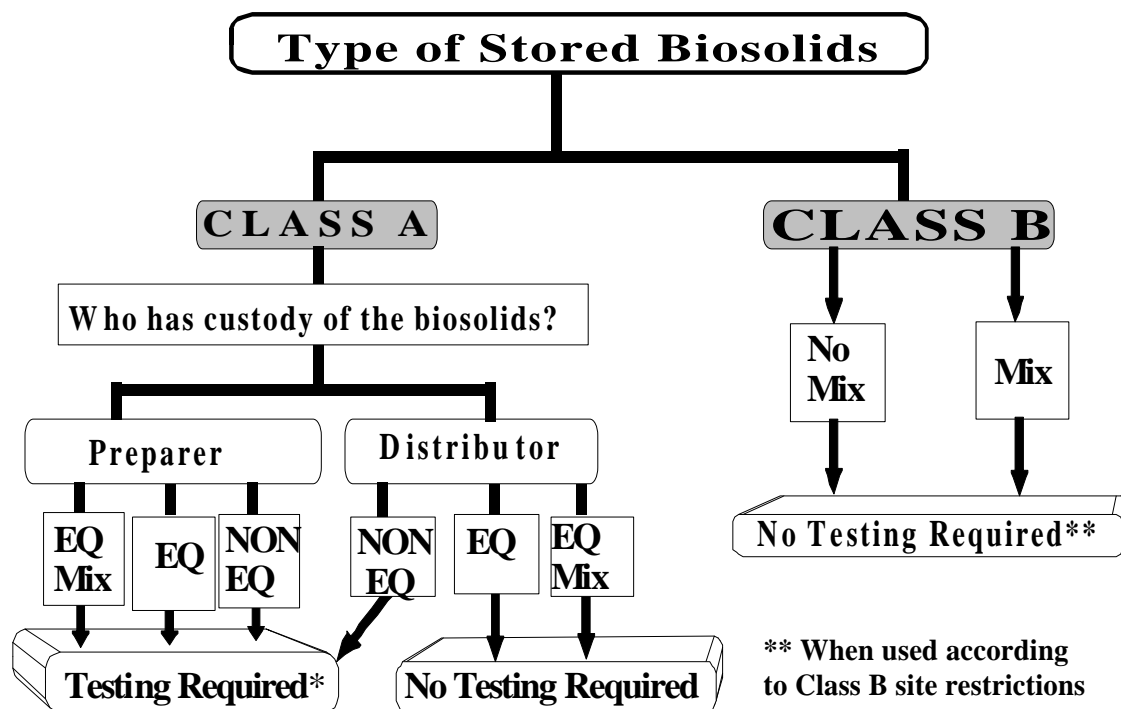 Type of Stored Biosolids
CLASS A
CLASS B
Who has custody of the biosolids?
No
Mix
Mix
Preparer
Distributor
EQ
Mix
EQ
NON
EQ
NON
EQ
EQ
EQ
Mix
No Testing Required**
Testing Required*
No Testing Required
** When used according
to Class B site restrictions